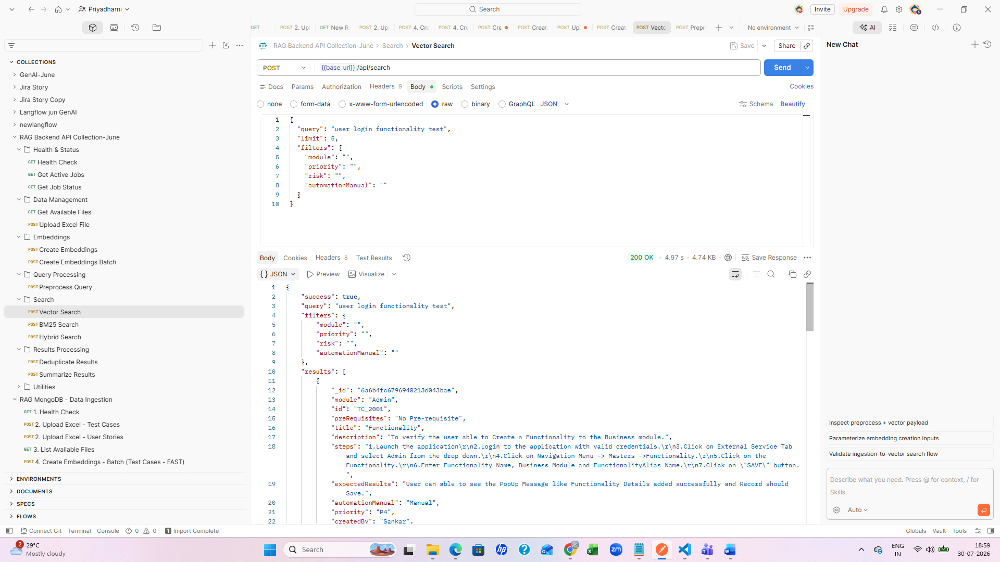 Priyadharni
Search
Invite
Upgrade
GET
POST 2. Upl
GET New R
POST 2. Upl
POST 4. Cre
POST 4. Cre
POST Cre
POST Creat
POST Upl
POST Creat
POST Vecto
POST Prepr
No environment
AI
RAG Backend API Collection-June > Search > Vector Search
Save
Share
New Chat
POST
{{base_url}} /api/search
Send
Docs
Params
Authorization
Headers 9
Body
Scripts
Settings
Cookies
none
form-data
x-www-form-urlencoded
raw
binary
GraphQL
JSON
Schema
Beautify
COLLECTIONS
GenAI-June
Jira Story
Jira Story Copy
Langflow jun GenAI
newlangflow
RAG Backend API Collection-June
Health & Status
GET Health Check
GET Get Active Jobs
GET Get Job Status
Data Management
GET Get Available Files
POST Upload Excel File
Embeddings
POST Create Embeddings
POST Create Embeddings Batch
Query Processing
POST Preprocess Query
Search
POST Vector Search
POST BM25 Search
POST Hybrid Search
Results Processing
POST Deduplicate Results
POST Summarize Results
Utilities
RAG MongoDB - Data Ingestion
GET 1. Health Check
POST 2. Upload Excel - Test Cases
POST 2. Upload Excel - User Stories
GET 3. List Available Files
POST 4. Create Embeddings - Batch (Test Cases - FAST)
ENVIRONMENTS
DOCUMENTS
SPECS
FLOWS
1 {
2 "query": "user login functionality test",
3 "limit": 5,
4 "filters": {
5 "module": "",
6 "priority": "",
7 "risk": "",
8 "automationManual": ""
9 }
10 }
Body
Cookies
Headers 8
Test Results
200 OK
4.97 s
4.74 KB
e.g. Save Response
{} JSON
Preview
Visualize
1 {
2 "success": true,
3 "query": "user login functionality test",
4 "filters": {
5 "module": "",
6 "priority": "",
7 "risk": "",
8 "automationManual": ""
9 },
10 "results": [
11 {
12 "_id": "6a6b4fc6796940213d043bae",
13 "module": "Admin",
14 "id": "TC_2001",
15 "preRequisites": "No Pre-requisite",
16 "title": "Functionality",
17 "description": "To verify the user able to Create a Functionality to the Business module.",
18 "steps": "1.Launch the application\r\n2.Login to the application with valid credentials.\r\n3.Click on External Service Tab
and select Admin from the drop down.\r\n4.Click on Navigation Menu -> Masters ->Functionality.\r\n5.Click on the
Functionality.\r\n6.Enter Functionality Name, Business Module and FunctionalityAlias Name.\r\n7.Click on \"SAVE\" button.
",
19 "expectedResults": "User can able to see the PopUp Message like Functionality Details added successfully and Record should
Save.",
20 "automationManual": "Manual",
21 "priority": "P4",
22 "createdBy": "Sankar",
Inspect preprocess + vector payload
Parameterize embedding creation inputs
Validate ingestion-to-vector search flow
Describe what you need. Press @ for context, / for
Skills.
Auto
Connect Git
Terminal
Console
0
0
1 Import Complete
Globals
Vault
Tools
2
29°C
Mostly cloudy
Search
ENG
IN
18:59
30-07-2026